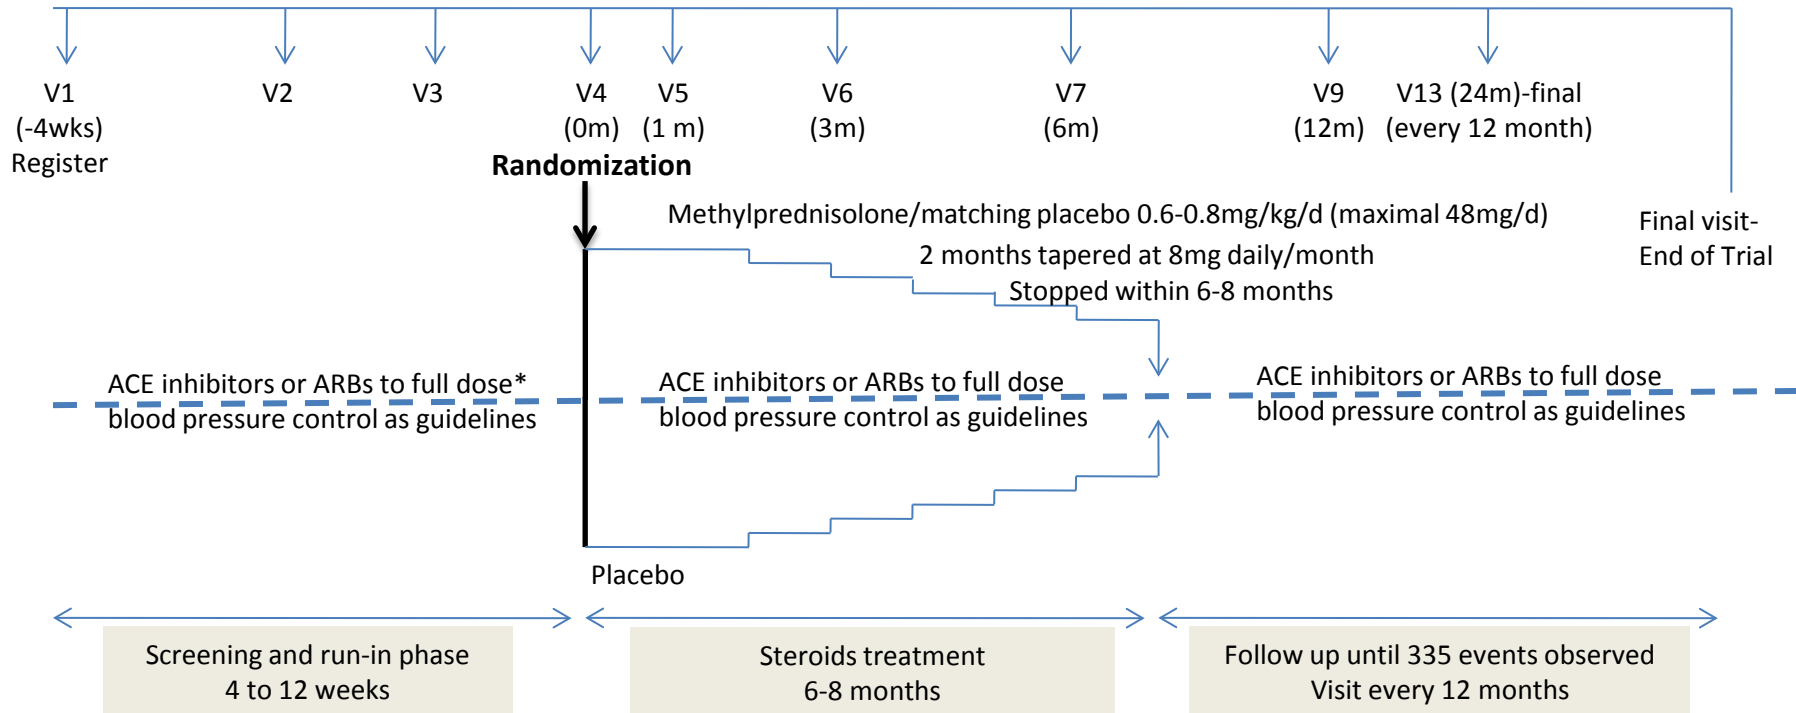 V1
(-4wks)
Register
V2
V3
V4
(0m)
Randomization
V5
(1 m)
V6
(3m)
V7
(6m)
V9
(12m)
V13 (24m)-final
(every 12 month)
Methylprednisolone/matching placebo 0.6-0.8mg/kg/d (maximal 48mg/d)
2 months tapered at 8mg daily/month
Stopped within 6-8 months
Final visit-
End of Trial
ACE inhibitors or ARBs to full dose*
blood pressure control as guidelines
ACE inhibitors or ARBs to full dose
blood pressure control as guidelines
ACE inhibitors or ARBs to full dose
blood pressure control as guidelines
Placebo
Screening and run-in phase
4 to 12 weeks
Steroids treatment
6-8 months
Follow up until 335 events observed
Visit every 12 months